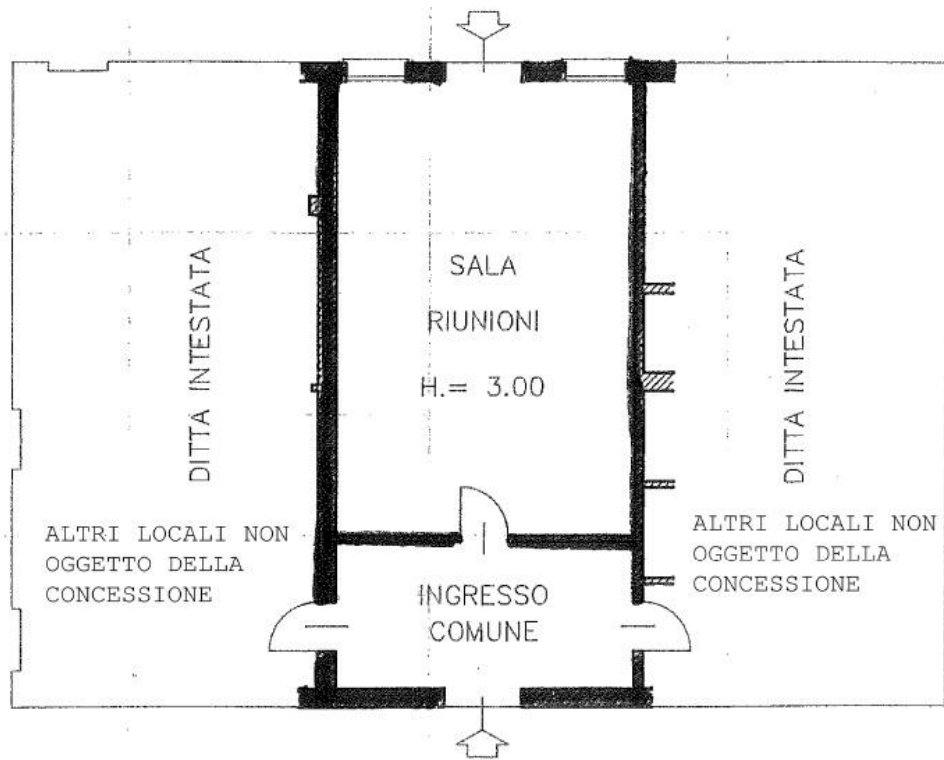 DITTA INTESTATA
ALTRI LOCALI NON
OGGETTO DELLA
CONCESSIONE
SALA
RIUNIONI
H.= 3.00
INGRESSO
COMUNE
DITTA INTESTATA
ALTRI LOCALI NON
OGGETTO DELLA
CONCESSIONE